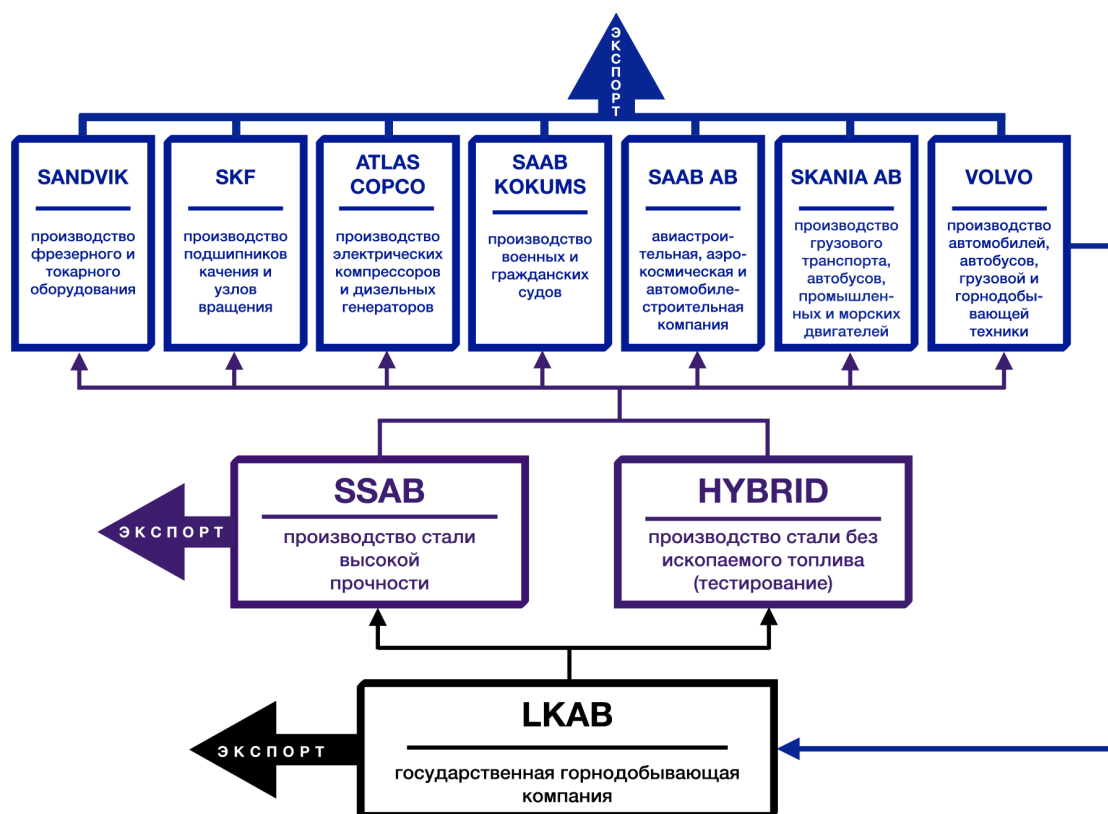 ЭКСПОРТ
SANDVIK
производство
фрезерного и
токарного
оборудования
SKF
производство
подшипников
качения и
узлов
вращения
ATLAS
COPCO
производство
электрических
компрессоров
и дизельных
генераторов
SAAB
KOKUMS
производство
военных и
гражданских
судов
SAAB AB
авиастрои-
тельная, аэро-
космическая и
автомобиле-
строительная
компания
SKANIA AB
производство
грузового
транспорта,
автобусов,
промышлен-
ных и морских
двигателей
VOLVO
производство
автомобилей,
автобусов,
грузовой и
горнодобы-
вающей
техники
ЭКСПОРТ
SSAB
производство стали
высокой
прочности
HYBRID
производство стали без
ископаемого топлива
(тестирование)
ЭКСПОРТ
LKAB
государственная горнодобывающая
компания